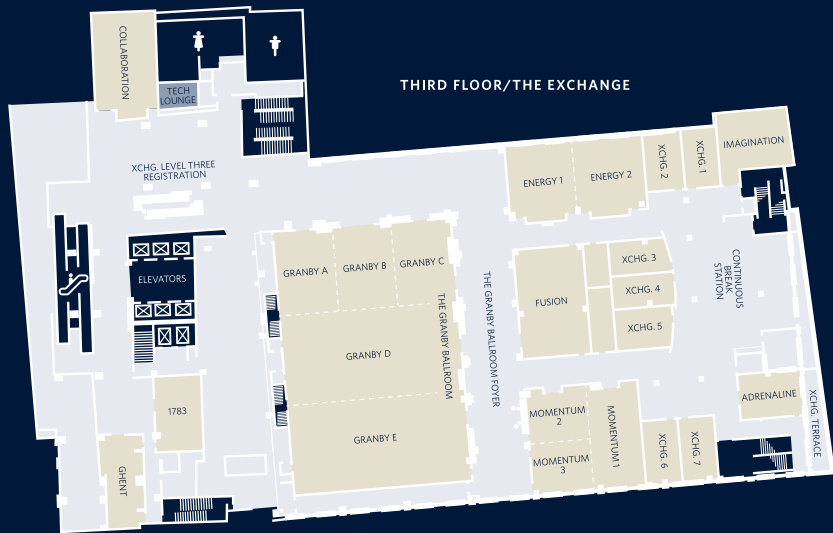 THIRD FLOOR/THE EXCHANGE
COLLABORATION
TECH
LOUNGE
XCHG. LEVEL THREE
REGISTRATION
ELEVATORS
1783
GHENT
GRANBY A
GRANBY B
GRANBY C
GRANBY D
GRANBY E
THE GRANBY BALLROOM
THE GRANBY BALLROOM FOYER
ENERGY 1
ENERGY 2
XCHG. 2
XCHG. 1
IMAGINATION
FUSION
XCHG. 3
XCHG. 4
XCHG. 5
CONTINUOUS
BREAK
STATION
MOMENTUM
2
MOMENTUM
3
MOMENTUM 1
XCHG. 6
XCHG. 7
ADRENALINE
XCHG. TERRACE